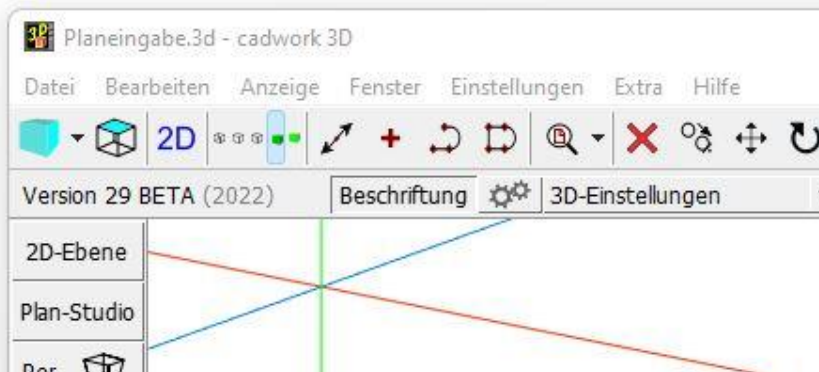 Planeingabe.3d - cadwork 3D
Datei Bearbeiten Anzeige Fenster Einstellungen Extra Hilfe
2D
Version 29 BETA (2022) Beschriftung 3D-Einstellungen
2D-Ebene
Plan-Studio